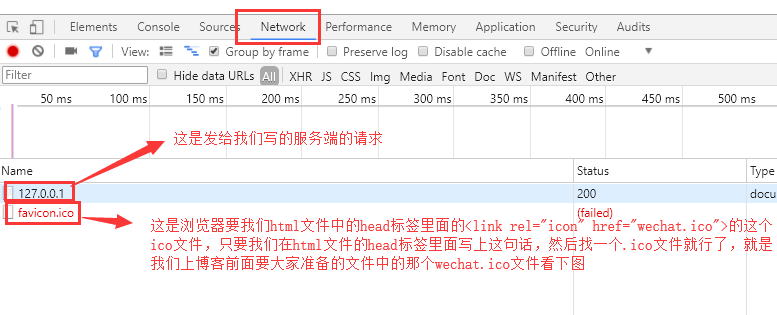 Elements Console Sources Network Performance Memory Application Security Audits
View: Group by frame Preserve log Disable cache Offline Online
Filter Hide data URLs All XHR JS CSS Img Media Font Doc WS Manifest Other
50 ms 100 ms 150 ms 200 ms 250 ms 300 ms 350 ms 400 ms 450 ms 500 ms
这是发给我们写的服务端的请求
Name Status Type
127.0.0.1 200 docu
favicon.ico (failed)
这是浏览器要我们html文件中的head标签里面的<link rel="icon" href="wechat.ico">的这个
ico文件，只要我们在html文件的head标签里面写上这句话，然后找一个.ico文件就行了，就是
我们上博客前面要大家准备的文件中的那个wechat.ico文件看下图